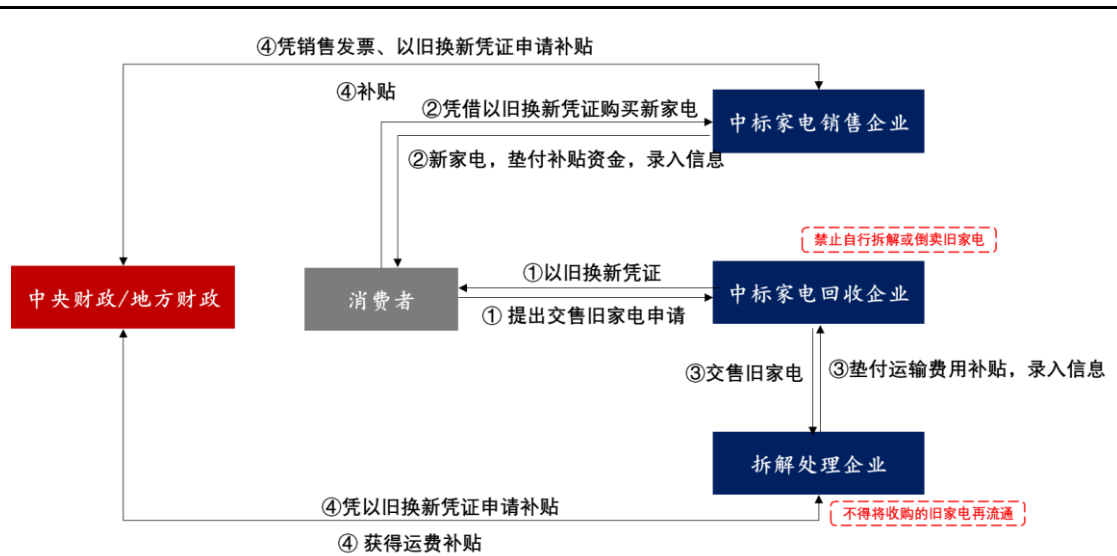 ④凭销售发票、以旧换新凭证申请补贴
④补贴
②凭借以旧换新凭证购买新家电
中标家电销售企业
②新家电，垫付补贴资金，录入信息
禁止自行拆解或倒卖旧家电
中央财政/地方财政
消费者
①以旧换新凭证
中标家电回收企业
① 提出交售旧家电申请
③交售旧家电
③垫付运输费用补贴，录入信息
拆解处理企业
④凭以旧换新凭证申请补贴
不得将收购的旧家电再流通
④ 获得运费补贴